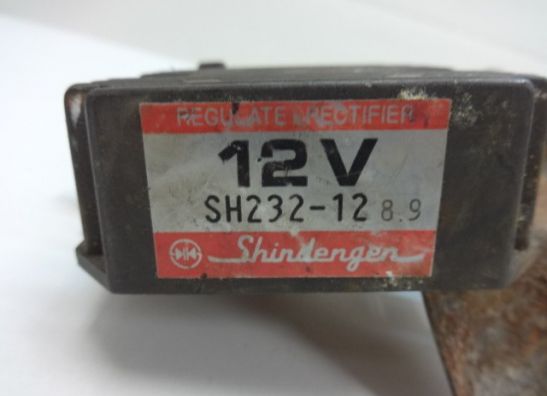 REGULATE RECTIFIER
12V
SH232-12 8.9
Shindengen